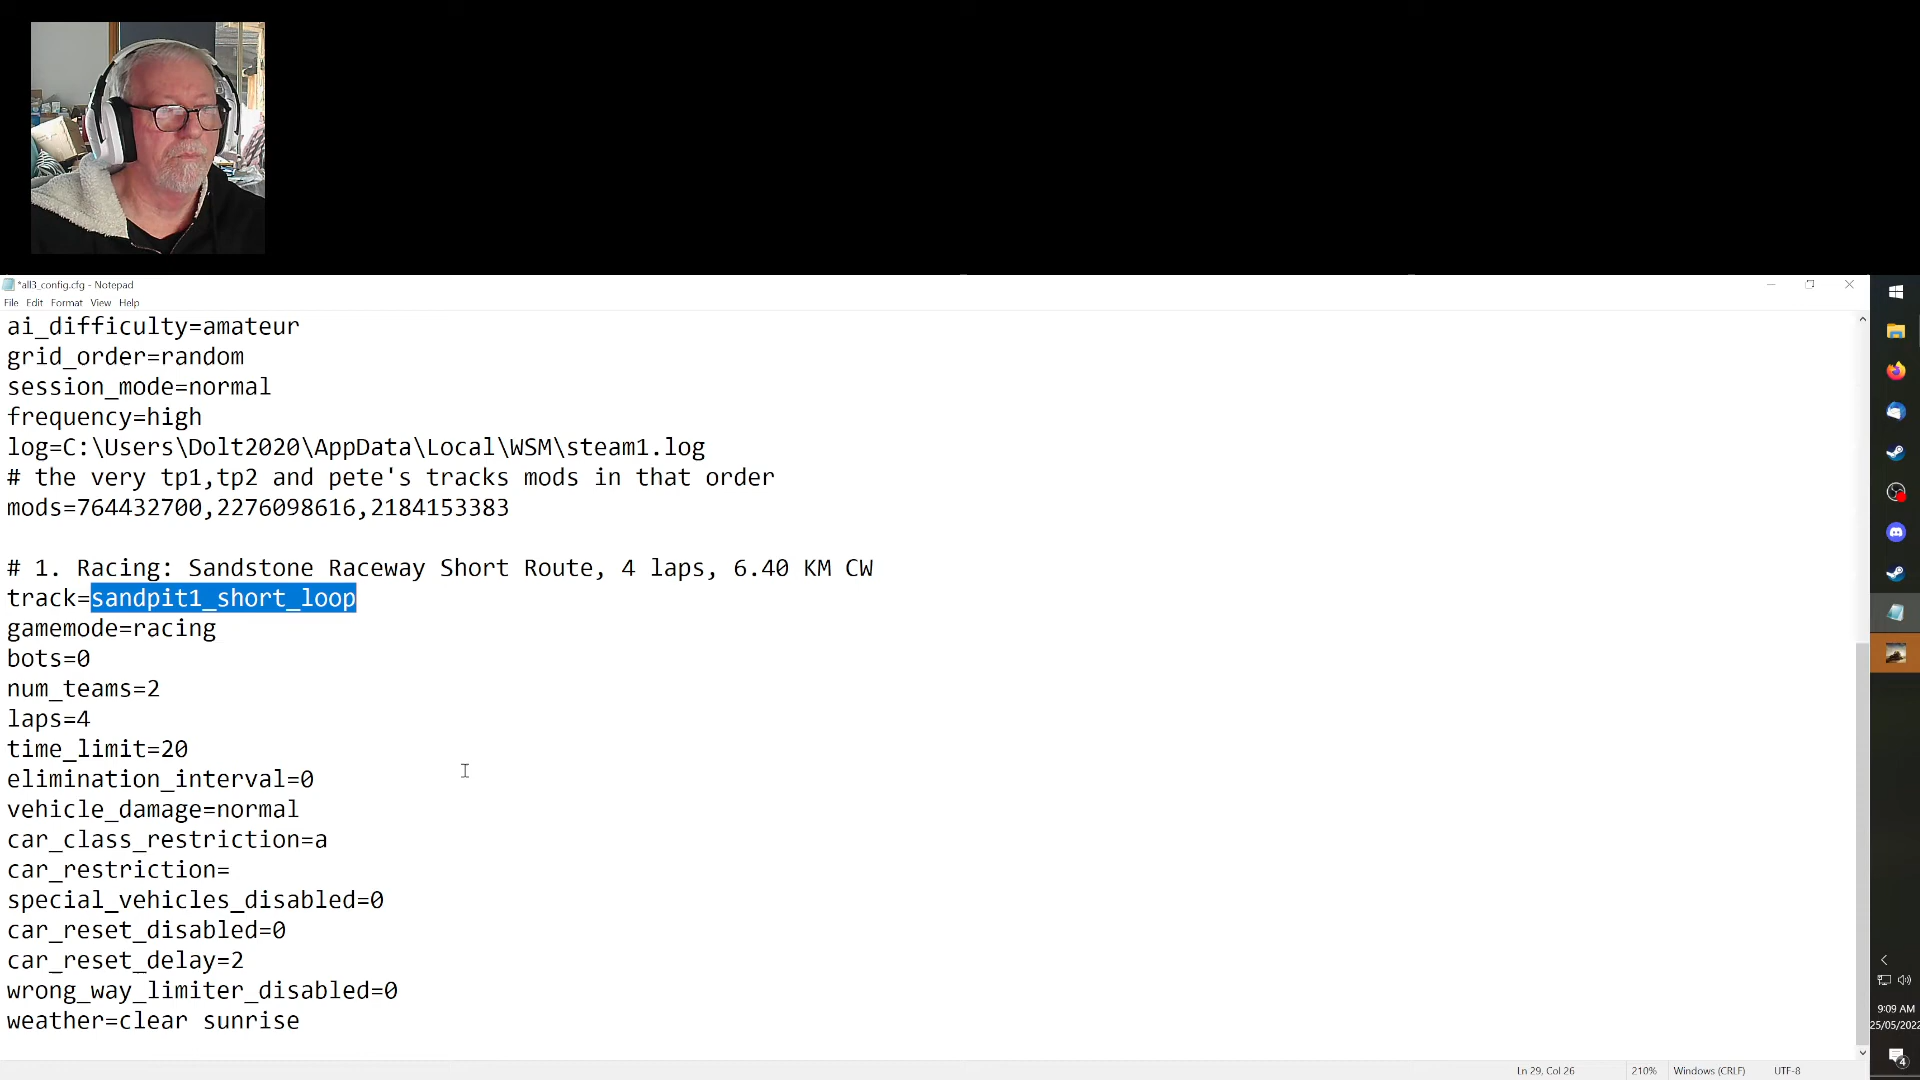 *all3_config.cfg - Notepad
File Edit Format View Help
ai_difficulty=amateur
grid_order=random
session_mode=normal
frequency=high
log=C:\Users\Dolt2020\AppData\Local\WSM\steam1.log
# the very tp1,tp2 and pete's tracks mods in that order
mods=764432700,2276098616,2184153383
# 1. Racing: Sandstone Raceway Short Route, 4 laps, 6.40 KM CW
track=sandpit1_short_loop
gamemode=racing
bots=0
num_teams=2
laps=4
time_limit=20
elimination_interval=0
vehicle_damage=normal
car_class_restriction=a
car_restriction=
special_vehicles_disabled=0
car_reset_disabled=0
car_reset_delay=2
wrong_way_limiter_disabled=0
weather=clear sunrise
Ln 29, Col 26 210% Windows (CRLF) UTF-8
9:09 AM
25/05/2022
4